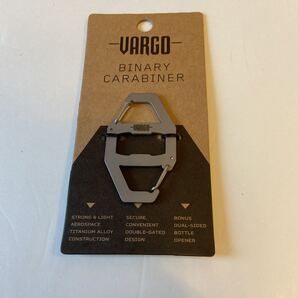 VARGO
BINARY
CARABINER
VARGO
STRONG & LIGHT
AEROSPACE
TITANIUM ALLOY
CONSTRUCTION
SECURE,
CONVENIENT
DOUBLE-GATED
DESIGN
BONUS
DUAL-SIDED
BOTTLE
OPENER